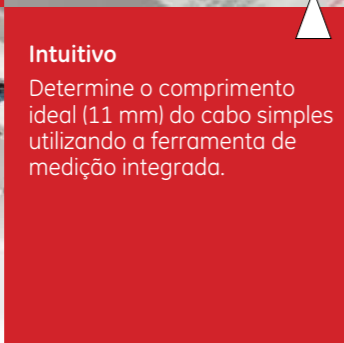 Intuitivo
Determine o comprimento
ideal (11 mm) do cabo simples
utilizando a ferramenta de
medição integrada.